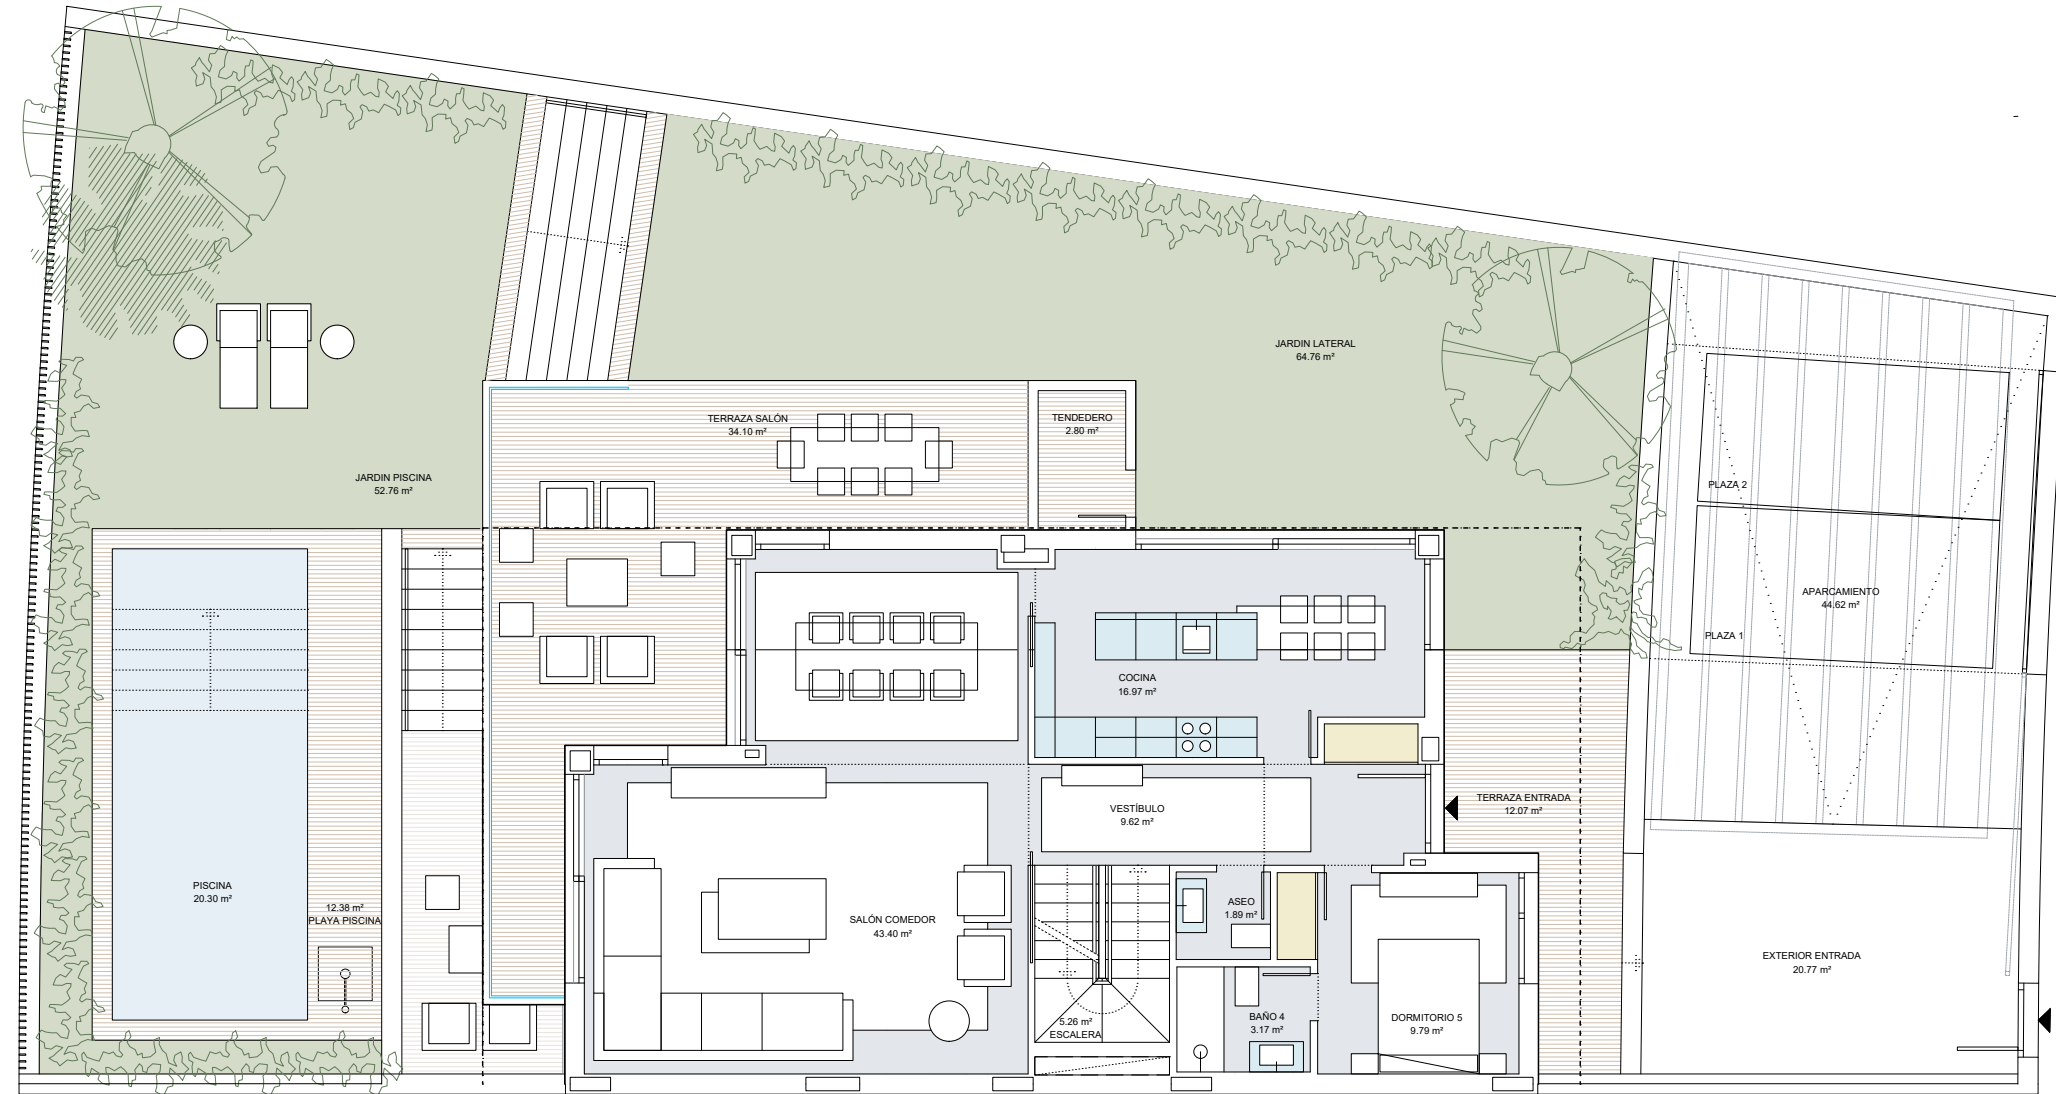 JARDIN LATERAL
64.76 m²
TERRAZA SALÓN
34.10 m²
TENDEDERO
2.80 m²
JARDIN PISCINA
52.76 m²
PLAZA 2
APARCAMIENTO
44.62 m²
PLAZA 1
COCINA
16.97 m²
VESTÍBULO
9.62 m²
TERRAZA ENTRADA
12.07 m²
PISCINA
20.30 m²
12.38 m²
PLAYA PISCINA
SALÓN COMEDOR
43.40 m²
ASEO
1.89 m²
EXTERIOR ENTRADA
20.77 m²
5.26 m²
ESCALERA
BAÑO 4
3.17 m²
DORMITORIO 5
9.79 m²